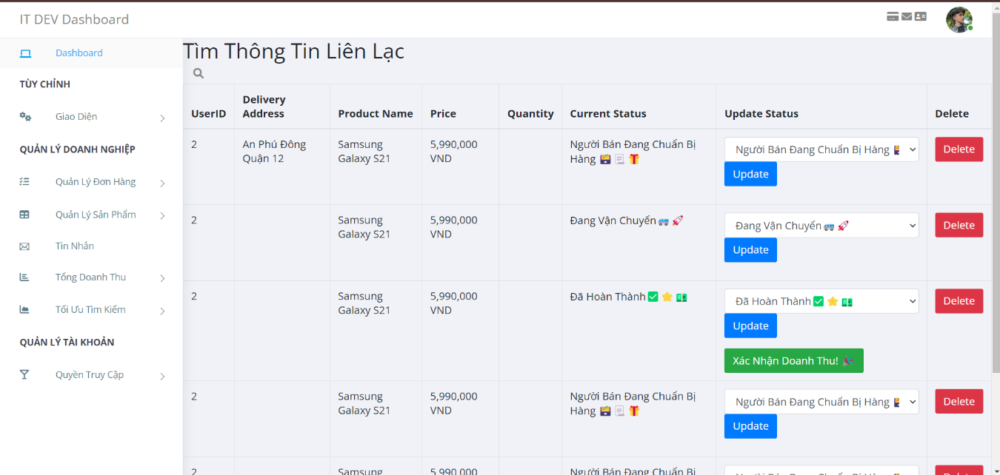 IT DEV Dashboard
Dashboard
TÙY CHỈNH
Giao Diện
QUẢN LÝ DOANH NGHIỆP
Quản Lý Đơn Hàng
Quản Lý Sản Phẩm
Tin Nhắn
Tổng Doanh Thu
Tối Ưu Tìm Kiếm
QUẢN LÝ TÀI KHOẢN
Quyền Truy Cập
Tìm Thông Tin Liên Lạc
UserID Delivery Address Product Name Price Quantity Current Status Update Status Delete
2 An Phú Đông Samsung 5,990,000 Người Bán Đang Chuẩn Bị Người Bán Đang Chuẩn Bị Hàng Delete
Quận 12 Galaxy S21 VND Hàng
Update
2 Samsung 5,990,000 Đang Vận Chuyển Đang Vận Chuyển Delete
Galaxy S21 VND
Update
2 Samsung 5,990,000 Đã Hoàn Thành Đã Hoàn Thành Delete
Galaxy S21 VND
Update
Xác Nhận Doanh Thu!
2 Samsung 5,990,000 Người Bán Đang Chuẩn Bị Người Bán Đang Chuẩn Bị Hàng Delete
Galaxy S21 VND Hàng
Update
2 Samsung 5,990,000 Người Bán Đang Chuẩn Bị